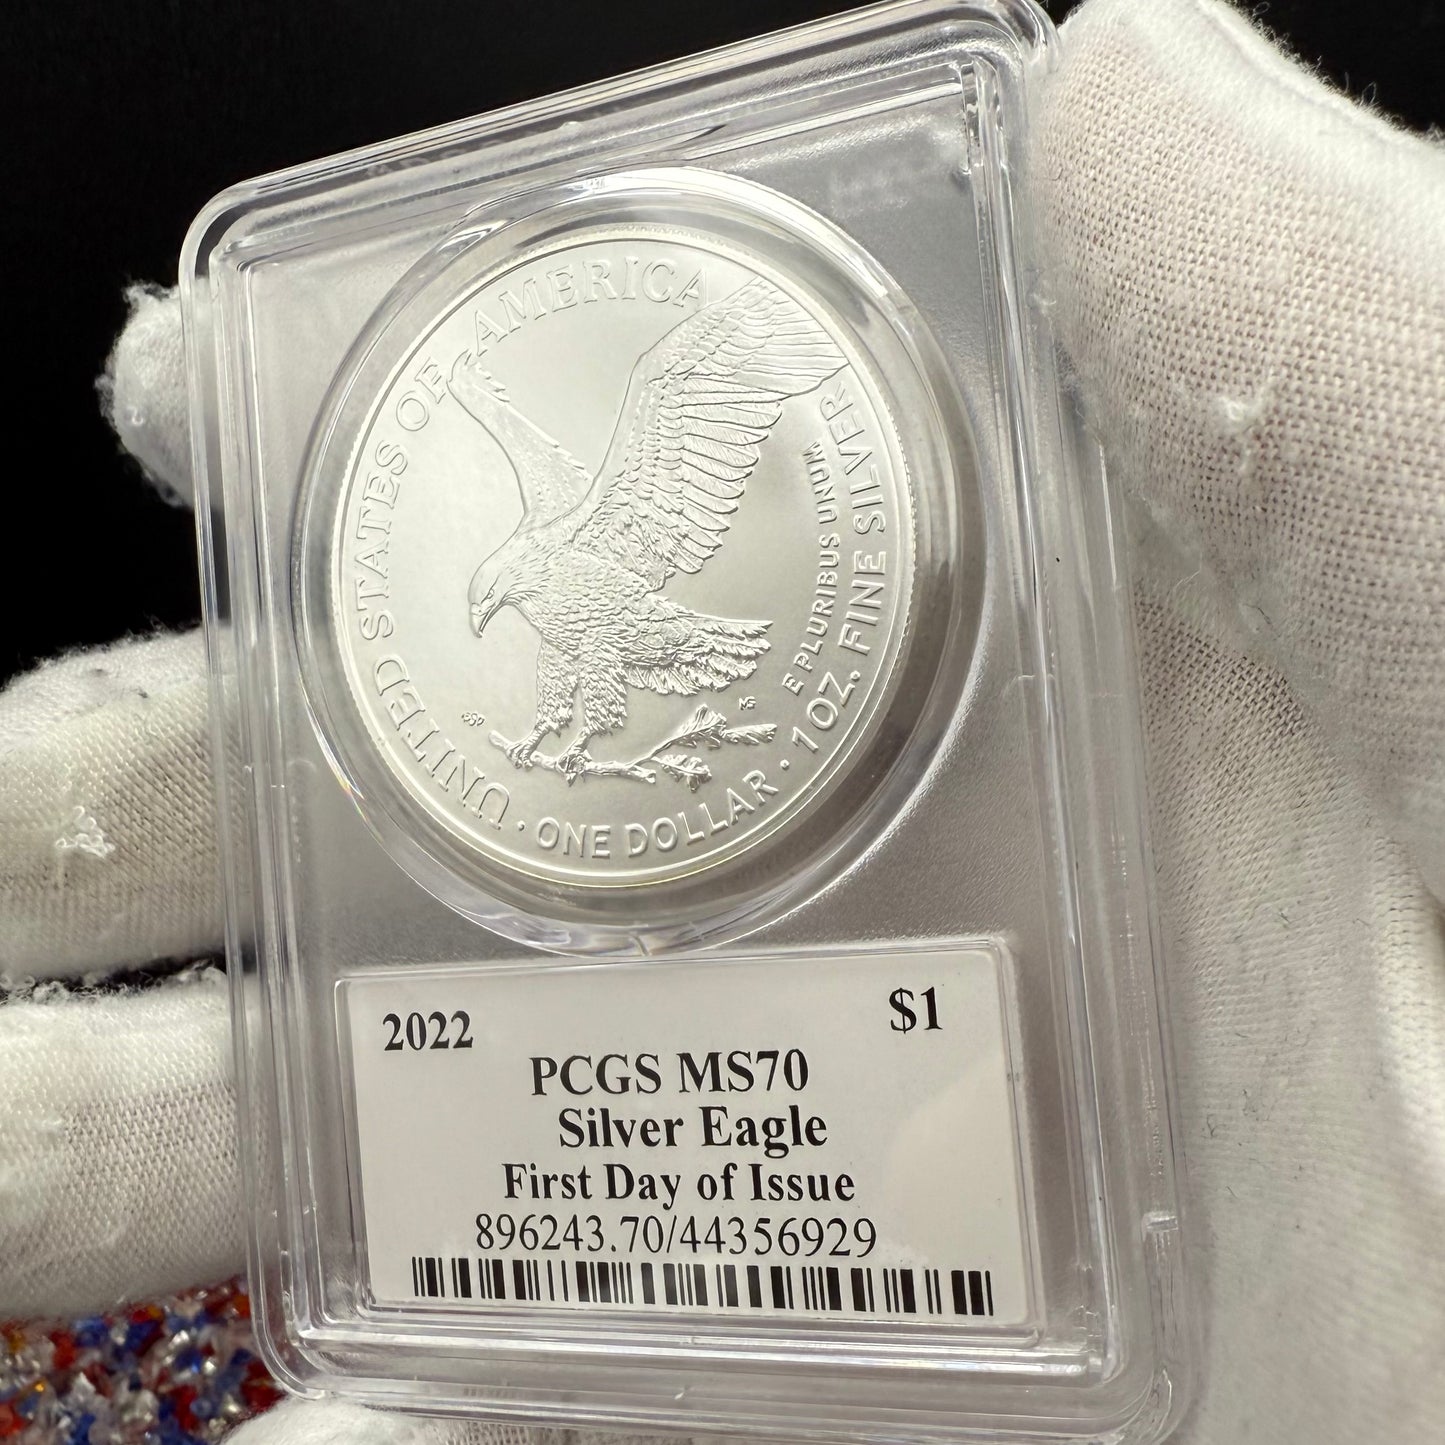 UNITED STATES OF AMERICA
E PLURIBUS UNUM
1 OZ. FINE SILVER
· ONE DOLLAR ·
MG
2022
$1
PCGS MS70
Silver Eagle
First Day of Issue
896243.70/44356929